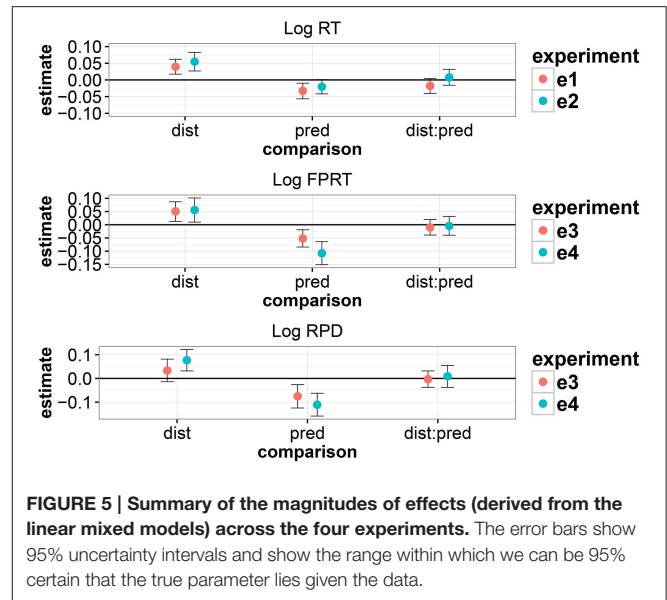 Log RT
0.10
0.05
0.00
−0.05
−0.10
estimate
dist pred dist:pred
comparison
experiment
e1
e2
Log FPRT
0.10
0.05
0.00
−0.05
−0.10
−0.15
estimate
dist pred dist:pred
comparison
experiment
e3
e4
Log RPD
0.1
0.0
−0.1
estimate
dist pred dist:pred
comparison
experiment
e3
e4
FIGURE 5 | Summary of the magnitudes of effects (derived from the
linear mixed models) across the four experiments. The error bars show
95% uncertainty intervals and show the range within which we can be 95%
certain that the true parameter lies given the data.